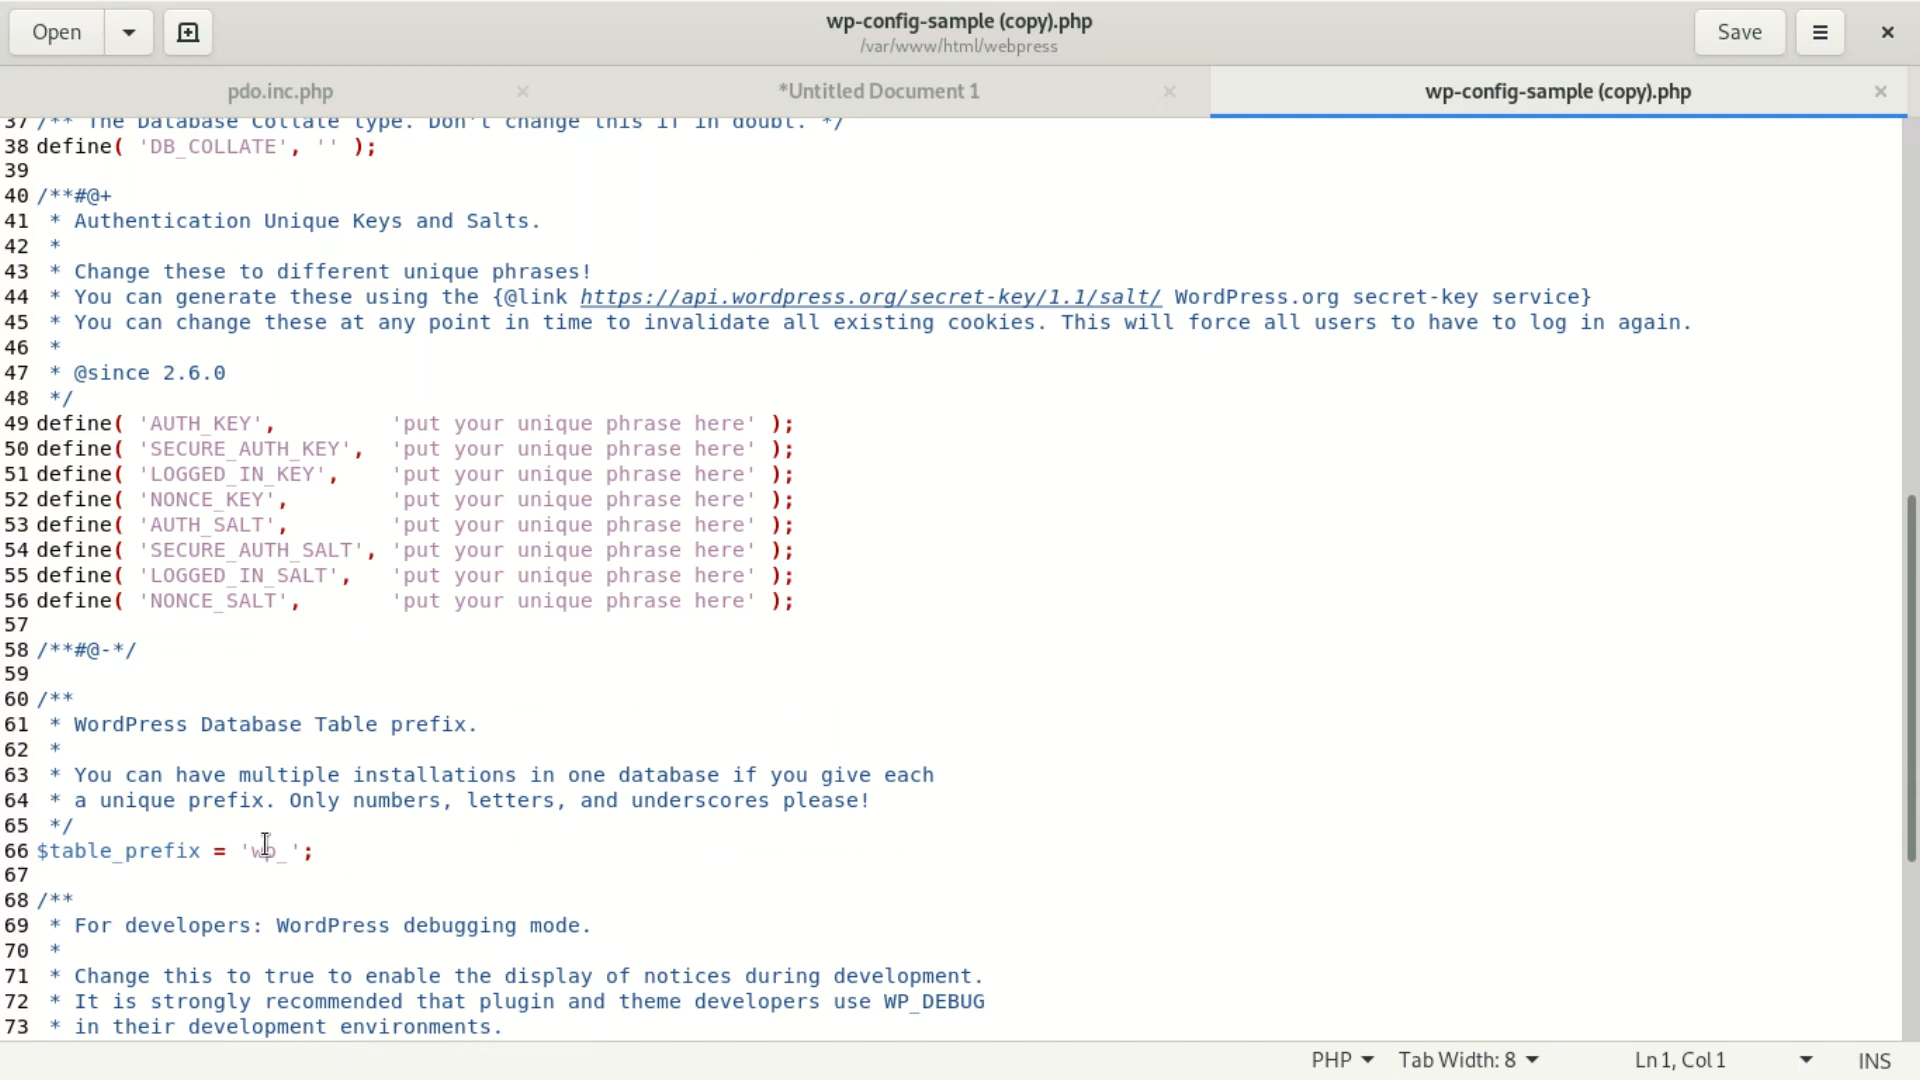 Open
wp-config-sample (copy).php
/var/www/html/webpress
Save
pdo.inc.php
*Untitled Document 1
wp-config-sample (copy).php
37 /** The Database Collate type. Don't change this if in doubt. */
38 define( 'DB_COLLATE', '' );
39
40 /**#@+
41  * Authentication Unique Keys and Salts.
42  *
43  * Change these to different unique phrases!
44  * You can generate these using the {@link https://api.wordpress.org/secret-key/1.1/salt/ WordPress.org secret-key service}
45  * You can change these at any point in time to invalidate all existing cookies. This will force all users to have to log in again.
46  *
47  * @since 2.6.0
48  */
49 define( 'AUTH_KEY',         'put your unique phrase here' );
50 define( 'SECURE_AUTH_KEY',  'put your unique phrase here' );
51 define( 'LOGGED_IN_KEY',    'put your unique phrase here' );
52 define( 'NONCE_KEY',        'put your unique phrase here' );
53 define( 'AUTH_SALT',        'put your unique phrase here' );
54 define( 'SECURE_AUTH_SALT', 'put your unique phrase here' );
55 define( 'LOGGED_IN_SALT',   'put your unique phrase here' );
56 define( 'NONCE_SALT',       'put your unique phrase here' );
57
58 /**#@-*/
59
60 /**
61  * WordPress Database Table prefix.
62  *
63  * You can have multiple installations in one database if you give each
64  * a unique prefix. Only numbers, letters, and underscores please!
65  */
66 $table_prefix = 'wp_';
67
68 /**
69  * For developers: WordPress debugging mode.
70  *
71  * Change this to true to enable the display of notices during development.
72  * It is strongly recommended that plugin and theme developers use WP_DEBUG
73  * in their development environments.
PHP
Tab Width: 8
Ln 1, Col 1
INS